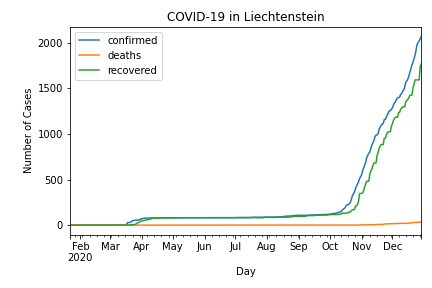 COVID-19 in Liechtenstein
confirmed
deaths
recovered
Number of Cases
2000
1500
1000
500
0
Feb Mar Apr May Jun Jul Aug Sep Oct Nov Dec
2020
Day